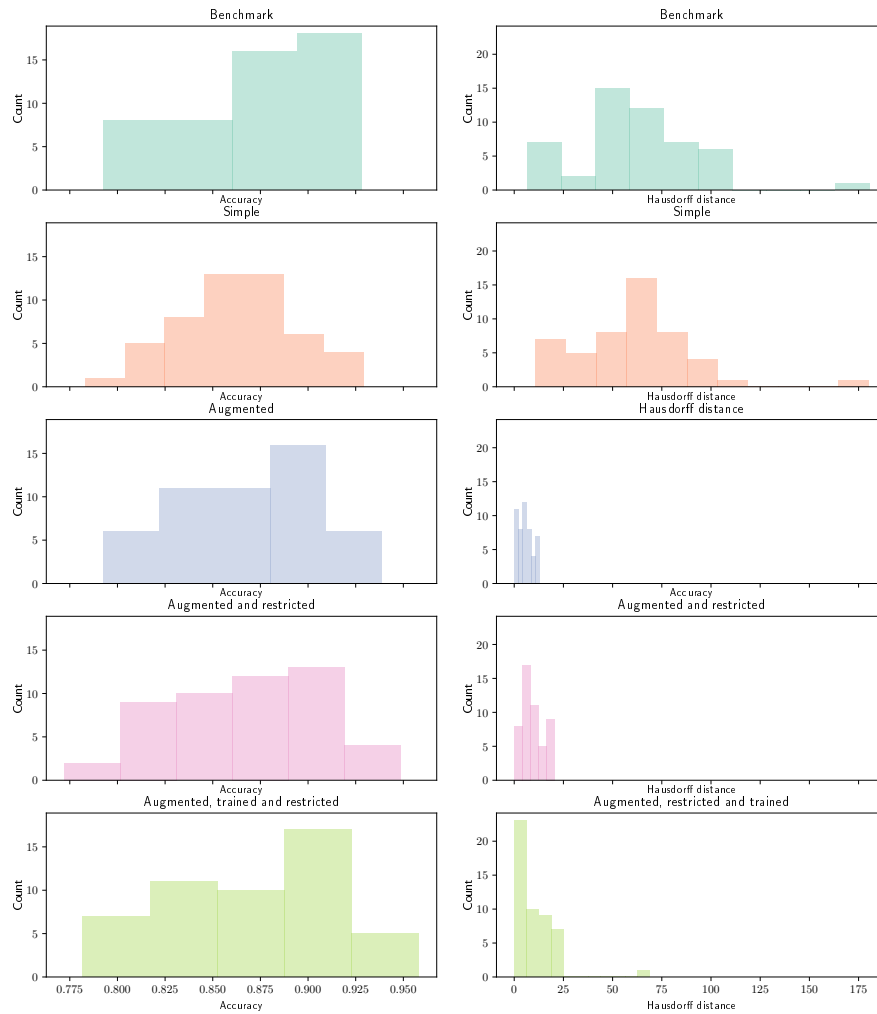 Benchmark
15
10
5
0
Count
Accuracy
Benchmark
20
15
10
5
0
Count
Hausdorff distance
Simple
15
10
5
0
Count
Accuracy
Simple
20
15
10
5
0
Count
Hausdorff distance
Augmented
15
10
5
0
Count
Accuracy
Hausdorff distance
20
15
10
5
0
Count
Accuracy
Augmented and restricted
15
10
5
0
Count
Accuracy
Augmented and restricted
20
15
10
5
0
Count
Hausdorff distance
Augmented, trained and restricted
15
10
5
0
Count
0.775 0.800 0.825 0.850 0.875 0.900 0.925 0.950
Accuracy
Augmented, restricted and trained
20
15
10
5
0
Count
0 25 50 75 100 125 150 175
Hausdorff distance